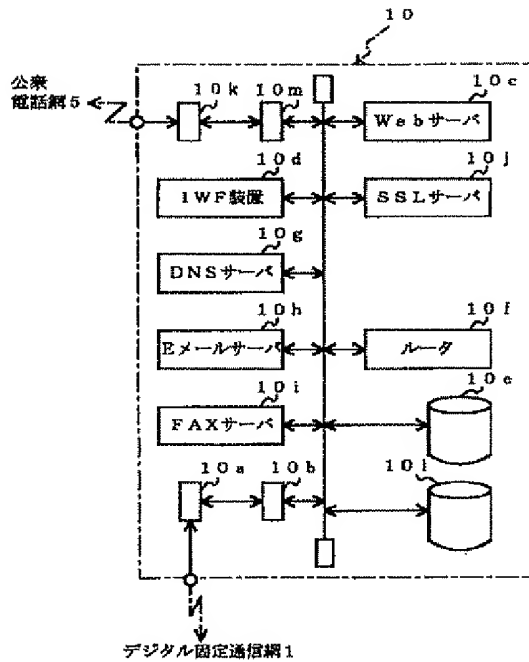 10
公衆
電話網5
10k
10m
10c
Webサーバ
10d
IWF装置
10j
SSLサーバ
10g
DNSサーバ
10h
Eメールサーバ
10f
ルータ
10i
FAXサーバ
10e
10a
10b
10l
デジタル固定通信網1